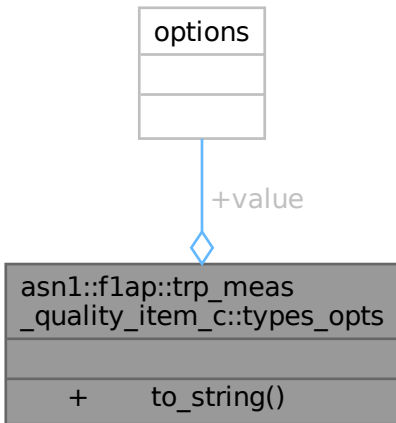 options
+value
asn1::f1ap::trp_meas
_quality_item_c::types_opts
+ to_string()